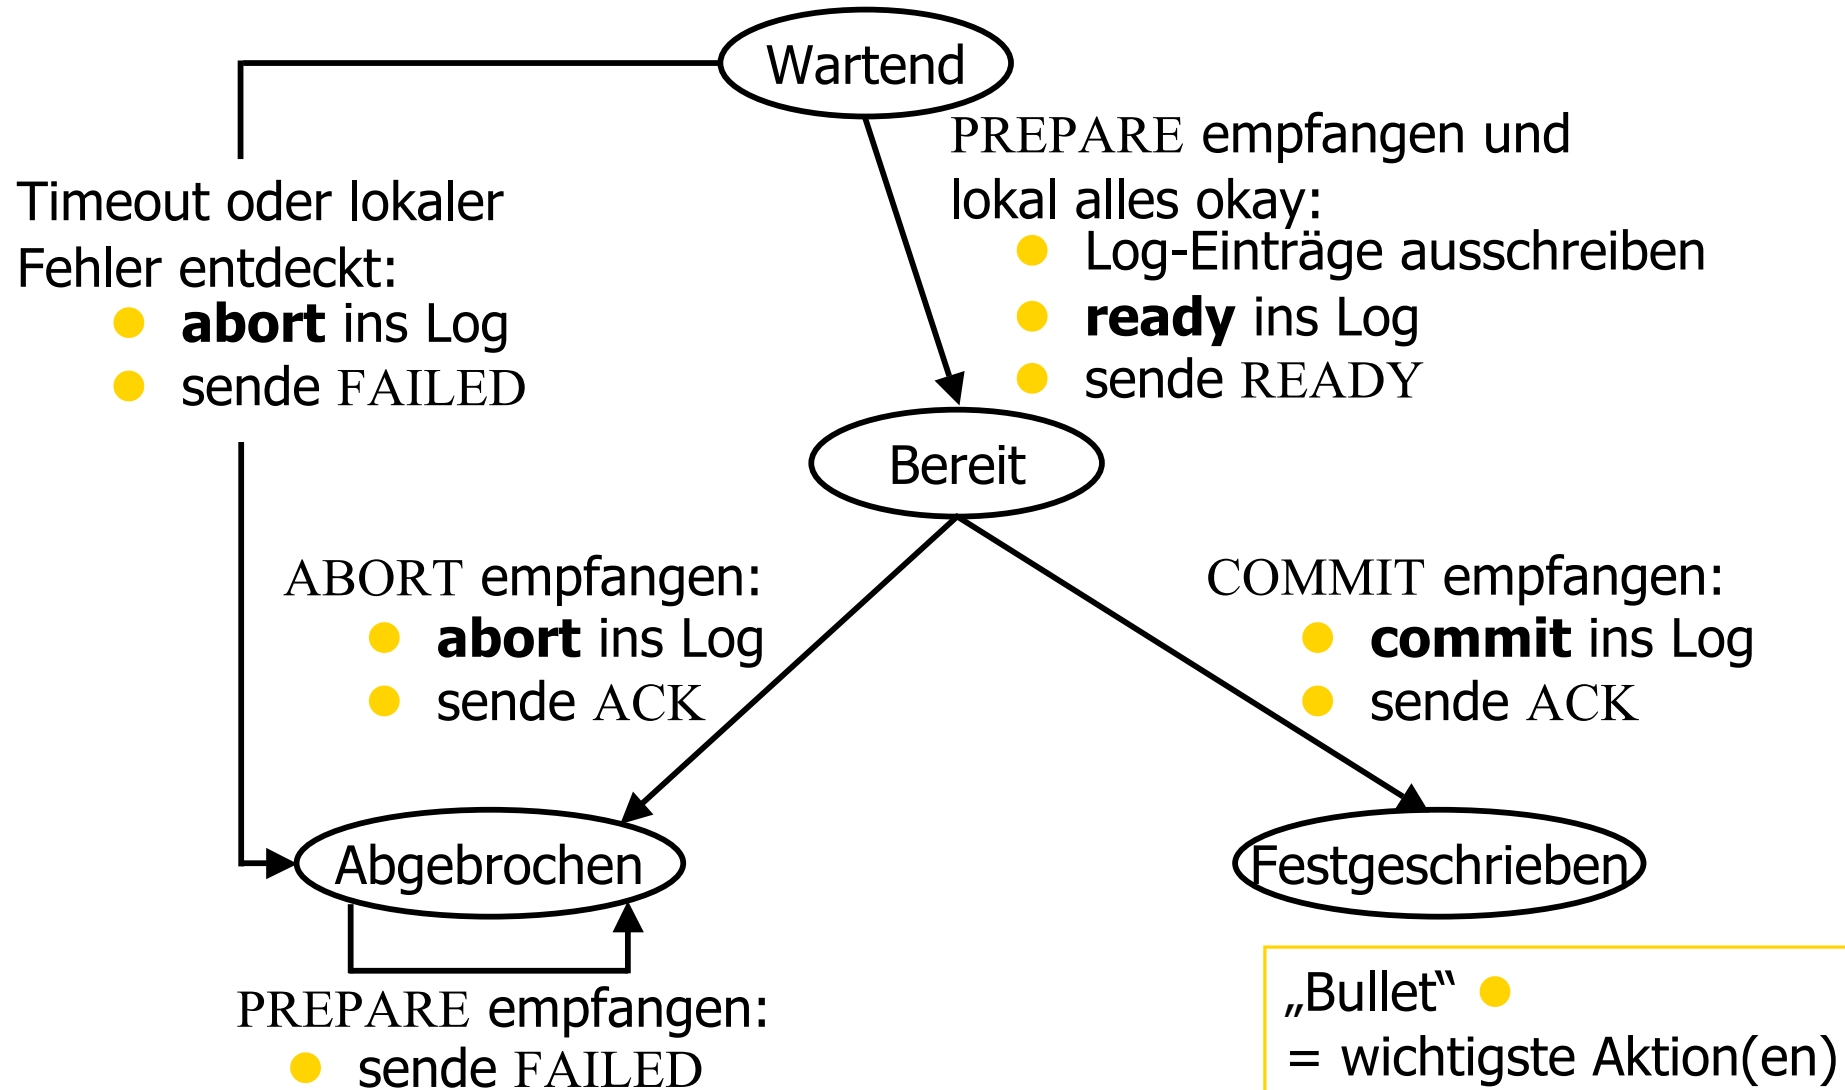 Wartend
PREPARE empfangen und
lokal alles okay:
● Log-Einträge ausschreiben
● ready ins Log
● sende READY
Timeout oder lokaler
Fehler entdeckt:
● abort ins Log
● sende FAILED
Bereit
ABORT empfangen:
● abort ins Log
● sende ACK
COMMIT empfangen:
● commit ins Log
● sende ACK
Abgebrochen
Festgeschrieben
PREPARE empfangen:
● sende FAILED
„Bullet“ ●
= wichtigste Aktion(en)